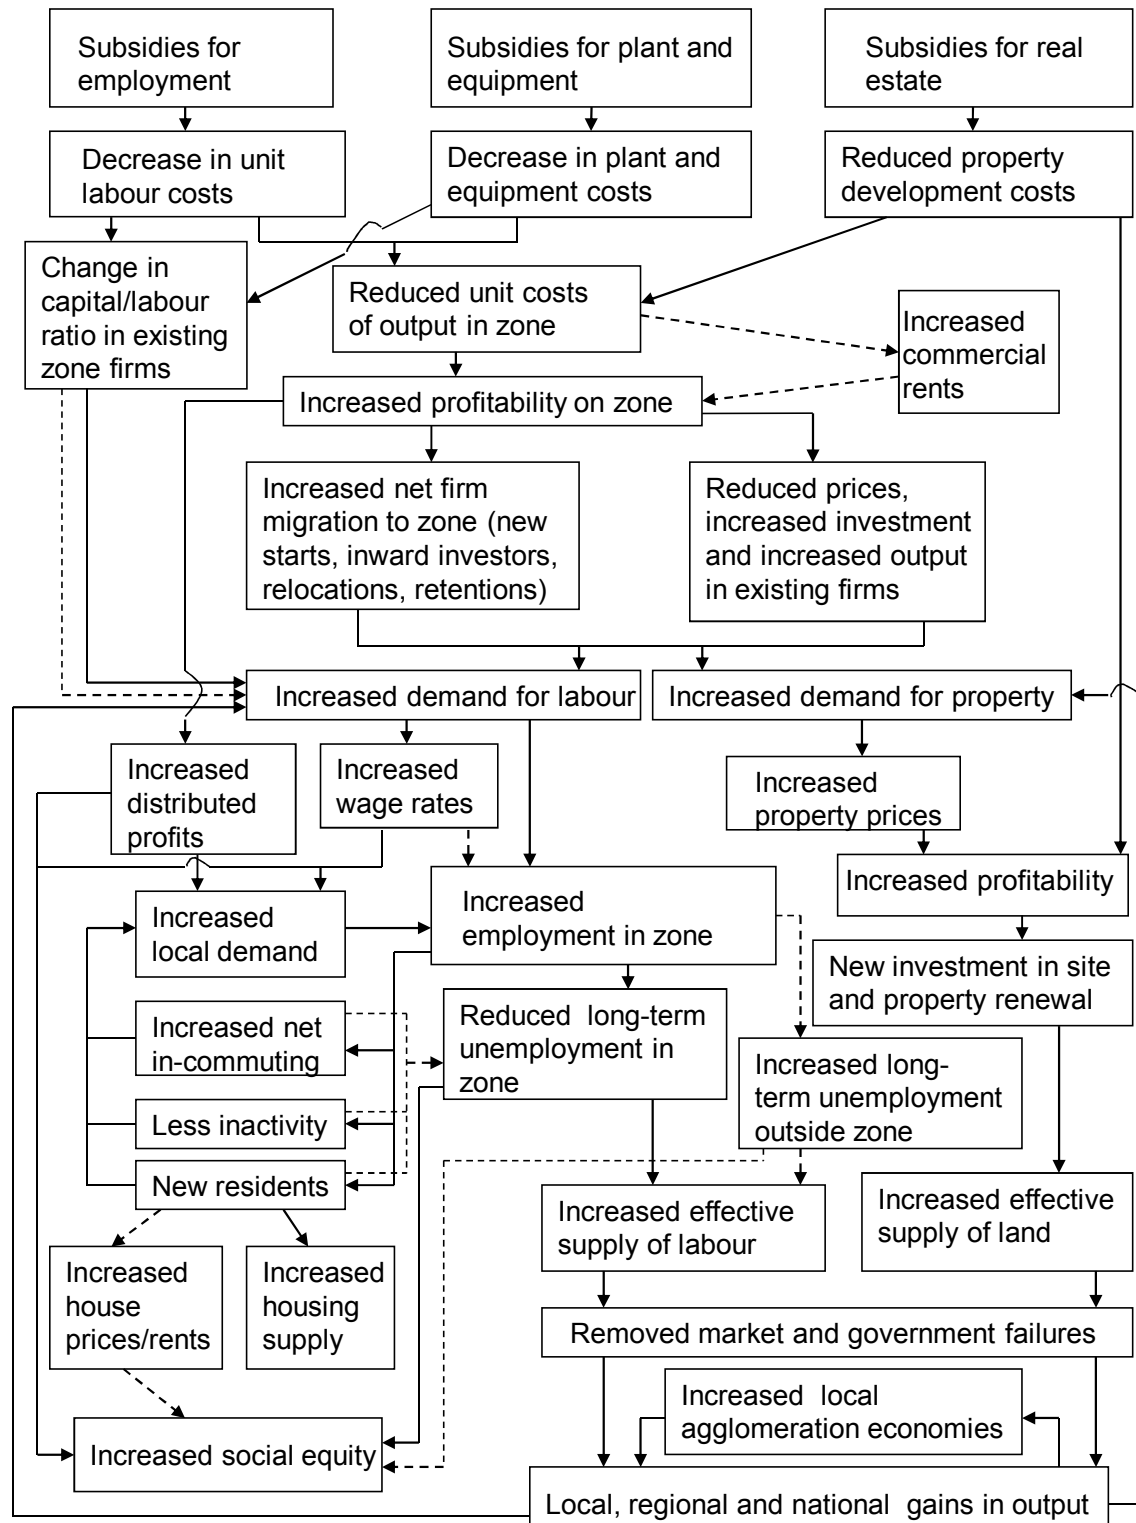 Subsidies for
employment
Subsidies for plant and
equipment
Subsidies for real
estate
Decrease in unit
labour costs
Decrease in plant and
equipment costs
Reduced property
development costs
Change in
capital/labour
ratio in existing
zone firms
Reduced unit costs
of output in zone
Increased
commercial
rents
Increased profitability on zone
Increased net firm
migration to zone (new
starts, inward investors,
relocations, retentions)
Reduced prices,
increased investment
and increased output
in existing firms
Increased demand for labour
Increased demand for property
Increased
distributed
profits
Increased
wage rates
Increased
property prices
Increased profitability
Increased
local demand
Increased
employment in zone
New investment in site
and property renewal
Increased net
in-commuting
Reduced long-term
unemployment in
zone
Increased long-
term unemployment
outside zone
Less inactivity
New residents
Increased effective
supply of labour
Increased effective
supply of land
Increased
house
prices/rents
Increased
housing
supply
Removed market and government failures
Increased local
agglomeration economies
Increased social equity
Local, regional and national gains in output